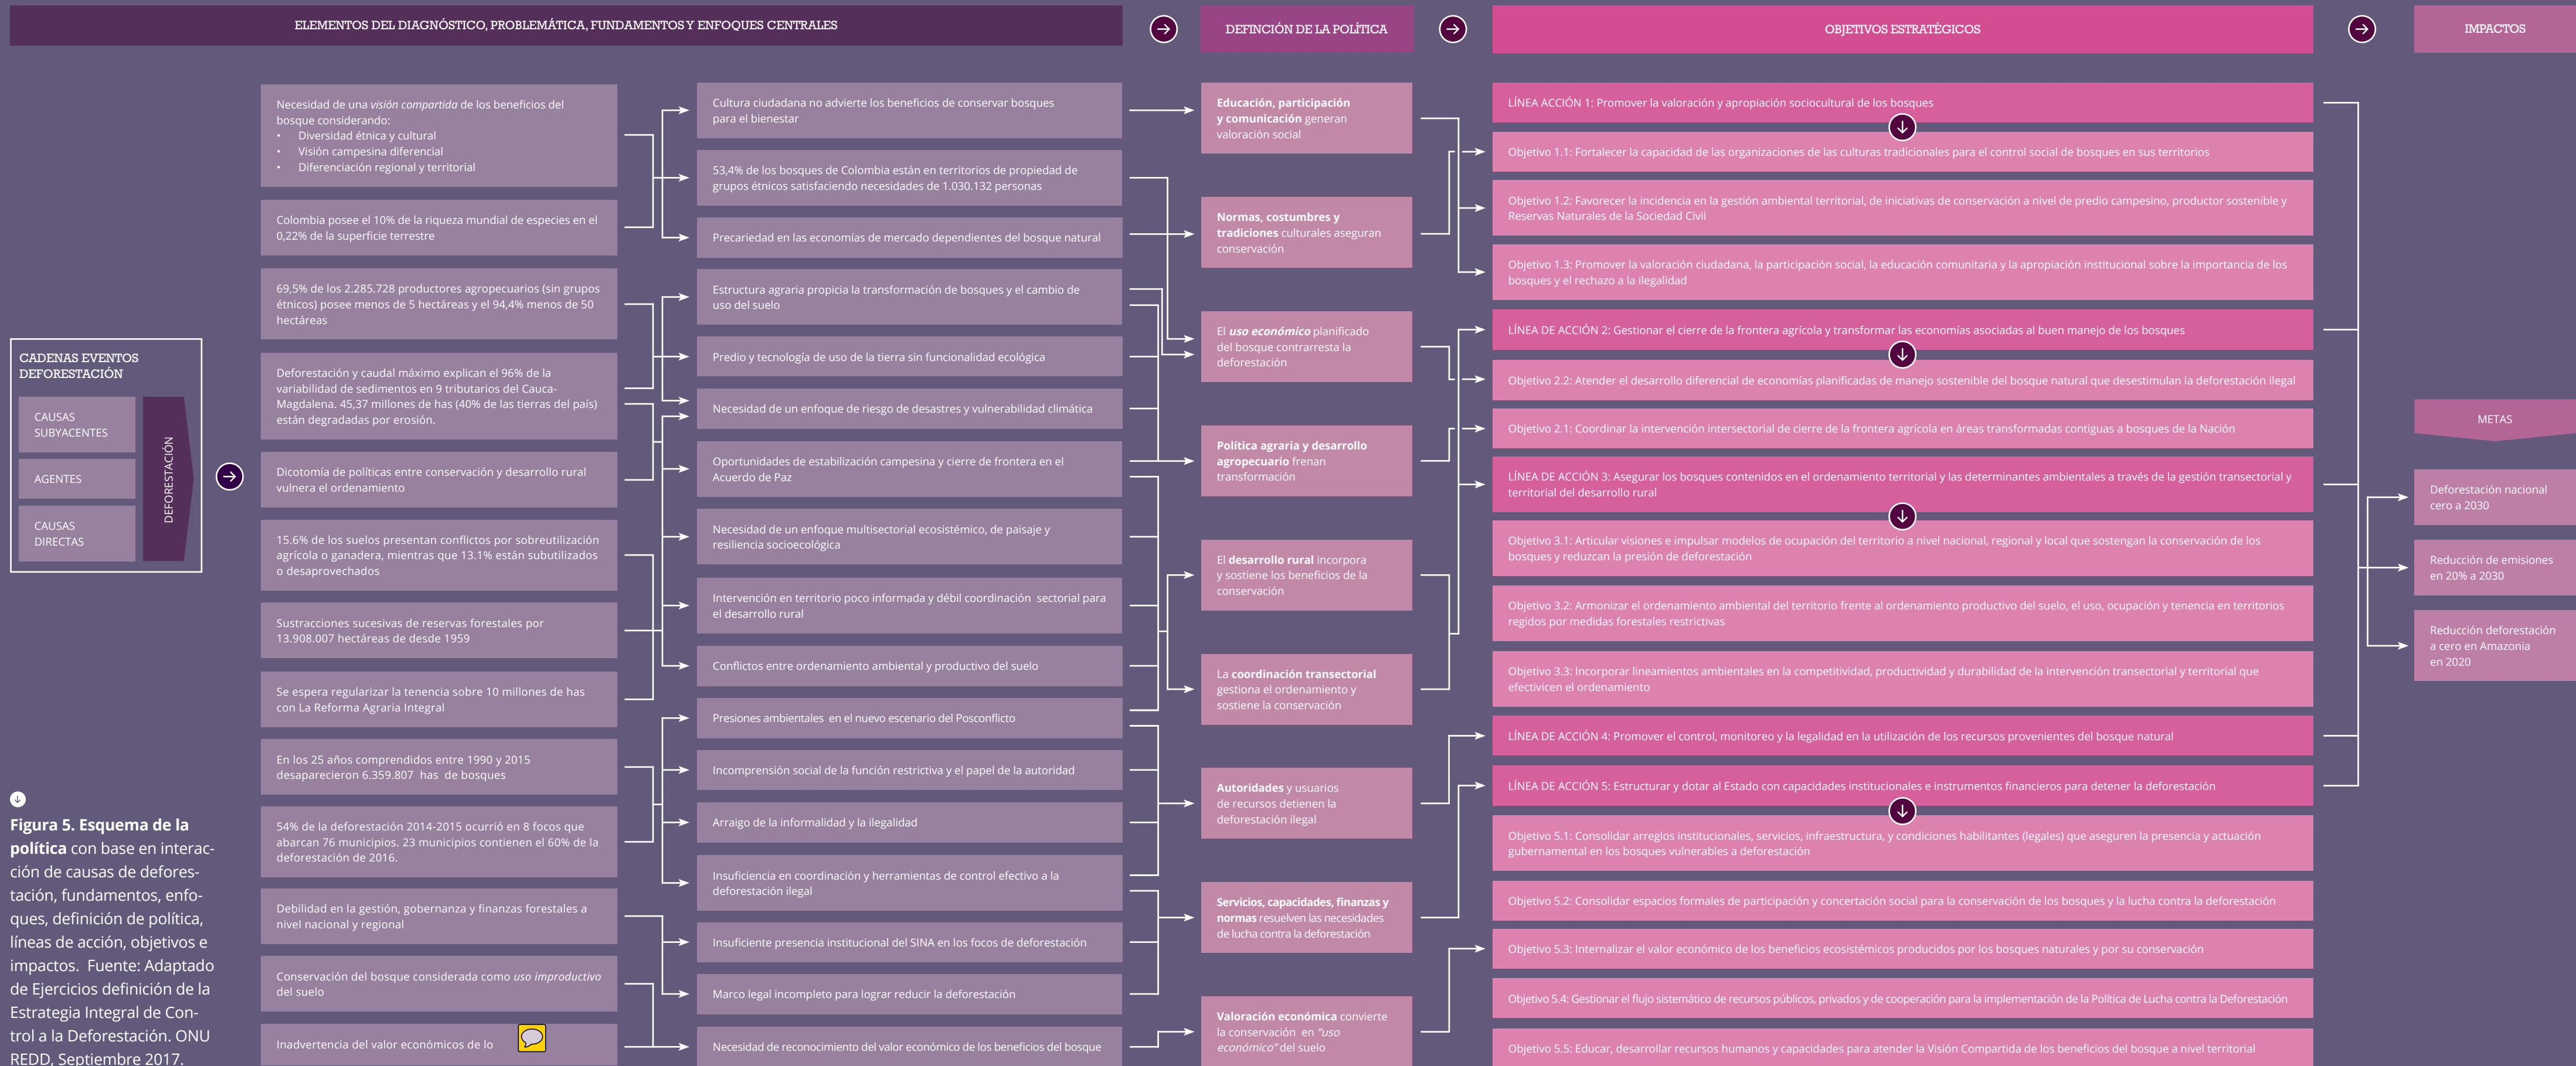 ELEMENTOS DEL DIAGNÓSTICO, PROBLEMÁTICA, FUNDAMENTOS Y ENFOQUES CENTRALES
DEFINCIÓN DE LA POLÍTICA
OBJETIVOS ESTRATÉGICOS
IMPACTOS
CADENAS EVENTOS
DEFORESTACIÓN
CAUSAS
SUBYACENTES
AGENTES
CAUSAS
DIRECTAS
DEFORESTACIÓN
Figura 5. Esquema de la
política con base en interac-
ción de causas de defores-
tación, fundamentos, enfo-
ques, definición de política,
líneas de acción, objetivos e
impactos. Fuente: Adaptado
de Ejercicios definición de la
Estrategia Integral de Con-
trol a la Deforestación. ONU
REDD, Septiembre 2017.
Necesidad de una visión compartida de los beneficios del
bosque considerando:
• Diversidad étnica y cultural
• Visión campesina diferencial
• Diferenciación regional y territorial
Colombia posee el 10% de la riqueza mundial de especies en el
0,22% de la superficie terrestre
69,5% de los 2.285.728 productores agropecuarios (sin grupos
étnicos) posee menos de 5 hectáreas y el 94,4% menos de 50
hectáreas
Deforestación y caudal máximo explican el 96% de la
variabilidad de sedimentos en 9 tributarios del Cauca-
Magdalena. 45,37 millones de has (40% de las tierras del país)
están degradadas por erosión.
Dicotomía de políticas entre conservación y desarrollo rural
vulnera el ordenamiento
15.6% de los suelos presentan conflictos por sobreutilización
agrícola o ganadera, mientras que 13.1% están subutilizados
o desaprovechados
Sustracciones sucesivas de reservas forestales por
13.908.007 hectáreas de desde 1959
Se espera regularizar la tenencia sobre 10 millones de has
con La Reforma Agraria Integral
En los 25 años comprendidos entre 1990 y 2015
desaparecieron 6.359.807 has de bosques
54% de la deforestación 2014-2015 ocurrió en 8 focos que
abarcan 76 municipios. 23 municipios contienen el 60% de la
deforestación de 2016.
Debilidad en la gestión, gobernanza y finanzas forestales a
nivel nacional y regional
Conservación del bosque considerada como uso improductivo
del suelo
Inadvertencia del valor económicos de lo
Cultura ciudadana no advierte los beneficios de conservar bosques
para el bienestar
53,4% de los bosques de Colombia están en territorios de propiedad de
grupos étnicos satisfaciendo necesidades de 1.030.132 personas
Precariedad en las economías de mercado dependientes del bosque natural
Estructura agraria propicia la transformación de bosques y el cambio de
uso del suelo
Predio y tecnología de uso de la tierra sin funcionalidad ecológica
Necesidad de un enfoque de riesgo de desastres y vulnerabilidad climática
Oportunidades de estabilización campesina y cierre de frontera en el
Acuerdo de Paz
Necesidad de un enfoque multisectorial ecosistémico, de paisaje y
resiliencia socioecológica
Intervención en territorio poco informada y débil coordinación sectorial para
el desarrollo rural
Conflictos entre ordenamiento ambiental y productivo del suelo
Presiones ambientales en el nuevo escenario del Posconflicto
Incomprensión social de la función restrictiva y el papel de la autoridad
Arraigo de la informalidad y la ilegalidad
Insuficiencia en coordinación y herramientas de control efectivo a la
deforestación ilegal
Insuficiente presencia institucional del SINA en los focos de deforestación
Marco legal incompleto para lograr reducir la deforestación
Necesidad de reconocimiento del valor económico de los beneficios del bosque
Educación, participación
y comunicación generan
valoración social
Normas, costumbres y
tradiciones culturales aseguran
conservación
El uso económico planificado
del bosque contrarresta la
deforestación
Política agraria y desarrollo
agropecuario frenan
transformación
El desarrollo rural incorpora
y sostiene los beneficios de la
conservación
La coordinación transectorial
gestiona el ordenamiento y
sostiene la conservación
Autoridades y usuarios
de recursos detienen la
deforestación ilegal
Servicios, capacidades, finanzas y
normas resuelven las necesidades
de lucha contra la deforestación
Valoración económica convierte
la conservación en “uso
económico” del suelo
LÍNEA ACCIÓN 1: Promover la valoración y apropiación sociocultural de los bosques
Objetivo 1.1: Fortalecer la capacidad de las organizaciones de las culturas tradicionales para el control social de bosques en sus territorios
Objetivo 1.2: Favorecer la incidencia en la gestión ambiental territorial, de iniciativas de conservación a nivel de predio campesino, productor sostenible y
Reservas Naturales de la Sociedad Civil
Objetivo 1.3: Promover la valoración ciudadana, la participación social, la educación comunitaria y la apropiación institucional sobre la importancia de los
bosques y el rechazo a la ilegalidad
LÍNEA DE ACCIÓN 2: Gestionar el cierre de la frontera agrícola y transformar las economías asociadas al buen manejo de los bosques
Objetivo 2.2: Atender el desarrollo diferencial de economías planificadas de manejo sostenible del bosque natural que desestimulan la deforestación ilegal
Objetivo 2.1: Coordinar la intervención intersectorial de cierre de la frontera agrícola en áreas transformadas contiguas a bosques de la Nación
LÍNEA DE ACCIÓN 3: Asegurar los bosques contenidos en el ordenamiento territorial y las determinantes ambientales a través de la gestión transectorial y
territorial del desarrollo rural
Objetivo 3.1: Articular visiones e impulsar modelos de ocupación del territorio a nivel nacional, regional y local que sostengan la conservación de los
bosques y reduzcan la presión de deforestación
Objetivo 3.2: Armonizar el ordenamiento ambiental del territorio frente al ordenamiento productivo del suelo, el uso, ocupación y tenencia en territorios
regidos por medidas forestales restrictivas
Objetivo 3.3: Incorporar lineamientos ambientales en la competitividad, productividad y durabilidad de la intervención transectorial y territorial que
efectivicen el ordenamiento
LÍNEA DE ACCIÓN 4: Promover el control, monitoreo y la legalidad en la utilización de los recursos provenientes del bosque natural
LÍNEA DE ACCIÓN 5: Estructurar y dotar al Estado con capacidades institucionales e instrumentos financieros para detener la deforestación
Objetivo 5.1: Consolidar arreglos institucionales, servicios, infraestructura, y condiciones habilitantes (legales) que aseguren la presencia y actuación
gubernamental en los bosques vulnerables a deforestación
Objetivo 5.2: Consolidar espacios formales de participación y concertación social para la conservación de los bosques y la lucha contra la deforestación
Objetivo 5.3: Internalizar el valor económico de los beneficios ecosistémicos producidos por los bosques naturales y por su conservación
Objetivo 5.4: Gestionar el flujo sistemático de recursos públicos, privados y de cooperación para la implementación de la Política de Lucha contra la Deforestación
Objetivo 5.5: Educar, desarrollar recursos humanos y capacidades para atender la Visión Compartida de los beneficios del bosque a nivel territorial
METAS
Deforestación nacional
cero a 2030
Reducción de emisiones
en 20% a 2030
Reducción deforestación
a cero en Amazonia
en 2020